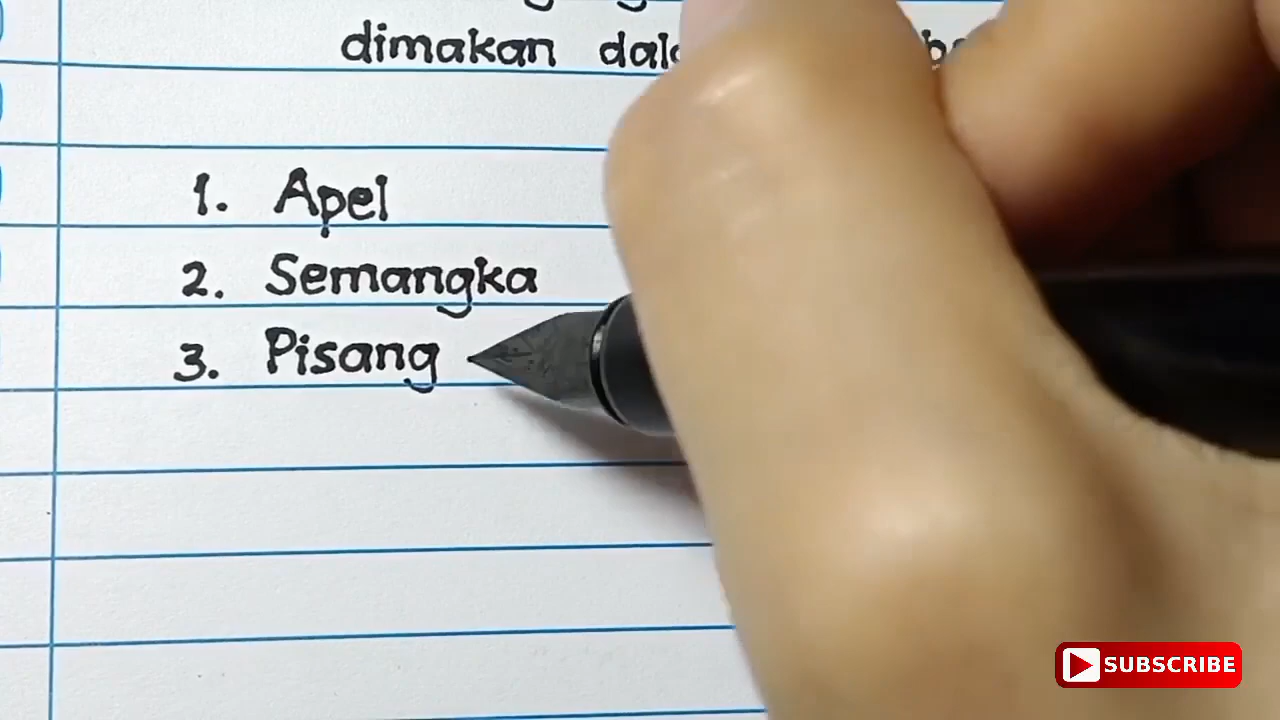 dimakan
1. Apel
2. Semangka
3. Pisang
SUBSCRIBE